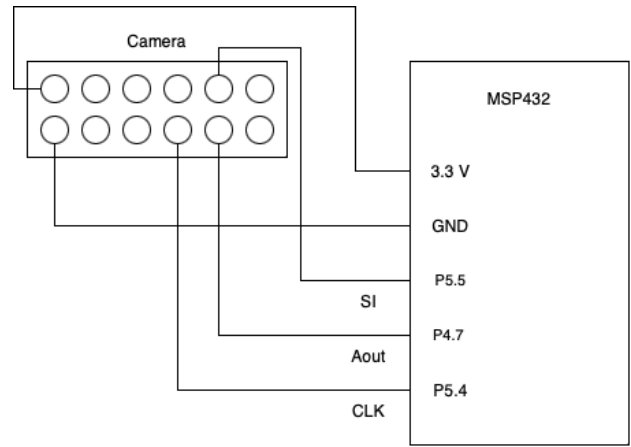 Camera
MSP432
3.3 V
GND
P5.5
SI
P4.7
Aout
P5.4
CLK